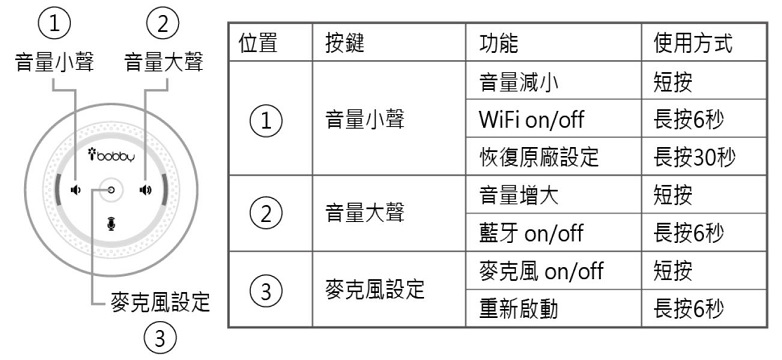 ① ②
音量小聲 音量大聲
bobby
麥克風設定
③
位置 按鍵 功能 使用方式
① 音量小聲 音量減小 短按
WiFi on/off 長按6秒
恢復原廠設定 長按30秒
② 音量大聲 音量增大 短按
藍牙 on/off 長按6秒
③ 麥克風設定 麥克風 on/off 短按
重新啟動 長按6秒